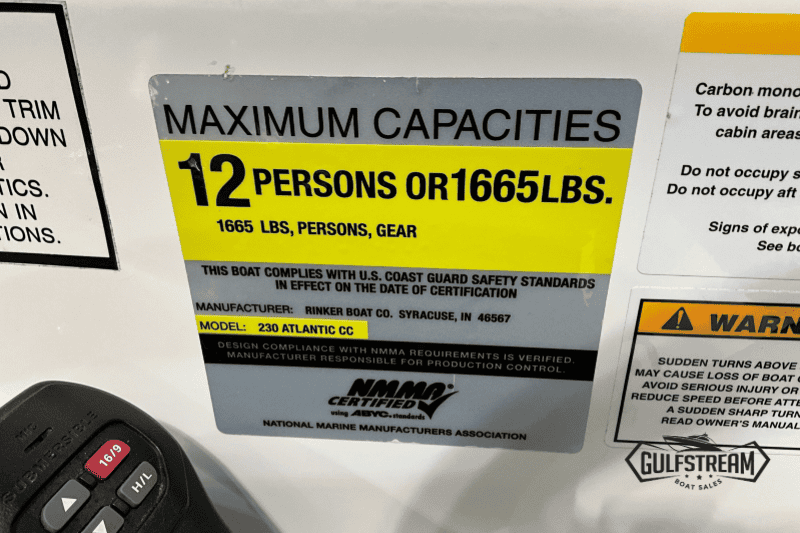 TRIM
DOWN
TICS.
IN
TIONS.
MAXIMUM CAPACITIES
12 PERSONS OR 1665 LBS.
1665 LBS, PERSONS, GEAR
THIS BOAT COMPLIES WITH U.S. COAST GUARD SAFETY STANDARDS
IN EFFECT ON THE DATE OF CERTIFICATION
MANUFACTURER: RINKER BOAT CO. SYRACUSE, IN 46567
MODEL: 230 ATLANTIC CC
DESIGN COMPLIANCE WITH NMMA REQUIREMENTS IS VERIFIED.
MANUFACTURER RESPONSIBLE FOR PRODUCTION CONTROL.
NMMA®
CERTIFIED
using ABYC standards
NATIONAL MARINE MANUFACTURERS ASSOCIATION
Carbon mono
To avoid brain
cabin areas
Do not occupy s
Do not occupy aft
Signs of expo
See bo
WARN
SUDDEN TURNS ABOVE
MAY CAUSE LOSS OF BOAT
AVOID SERIOUS INJURY OR
REDUCE SPEED BEFORE ATTE
A SUDDEN SHARP TURN
READ OWNER'S MANUAL
MIC
SUBMERSIBLE
16/9
H/L
GULFSTREAM
BOAT SALES